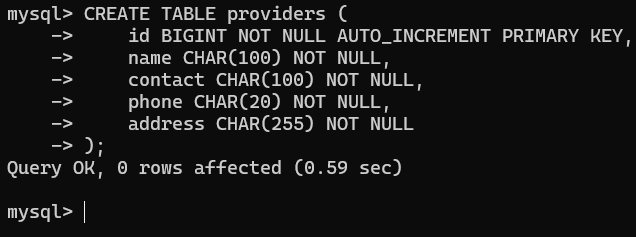 mysql> CREATE TABLE providers (
    ->     id BIGINT NOT NULL AUTO_INCREMENT PRIMARY KEY,
    ->     name CHAR(100) NOT NULL,
    ->     contact CHAR(100) NOT NULL,
    ->     phone CHAR(20) NOT NULL,
    ->     address CHAR(255) NOT NULL
    -> );
Query OK, 0 rows affected (0.59 sec)
mysql>